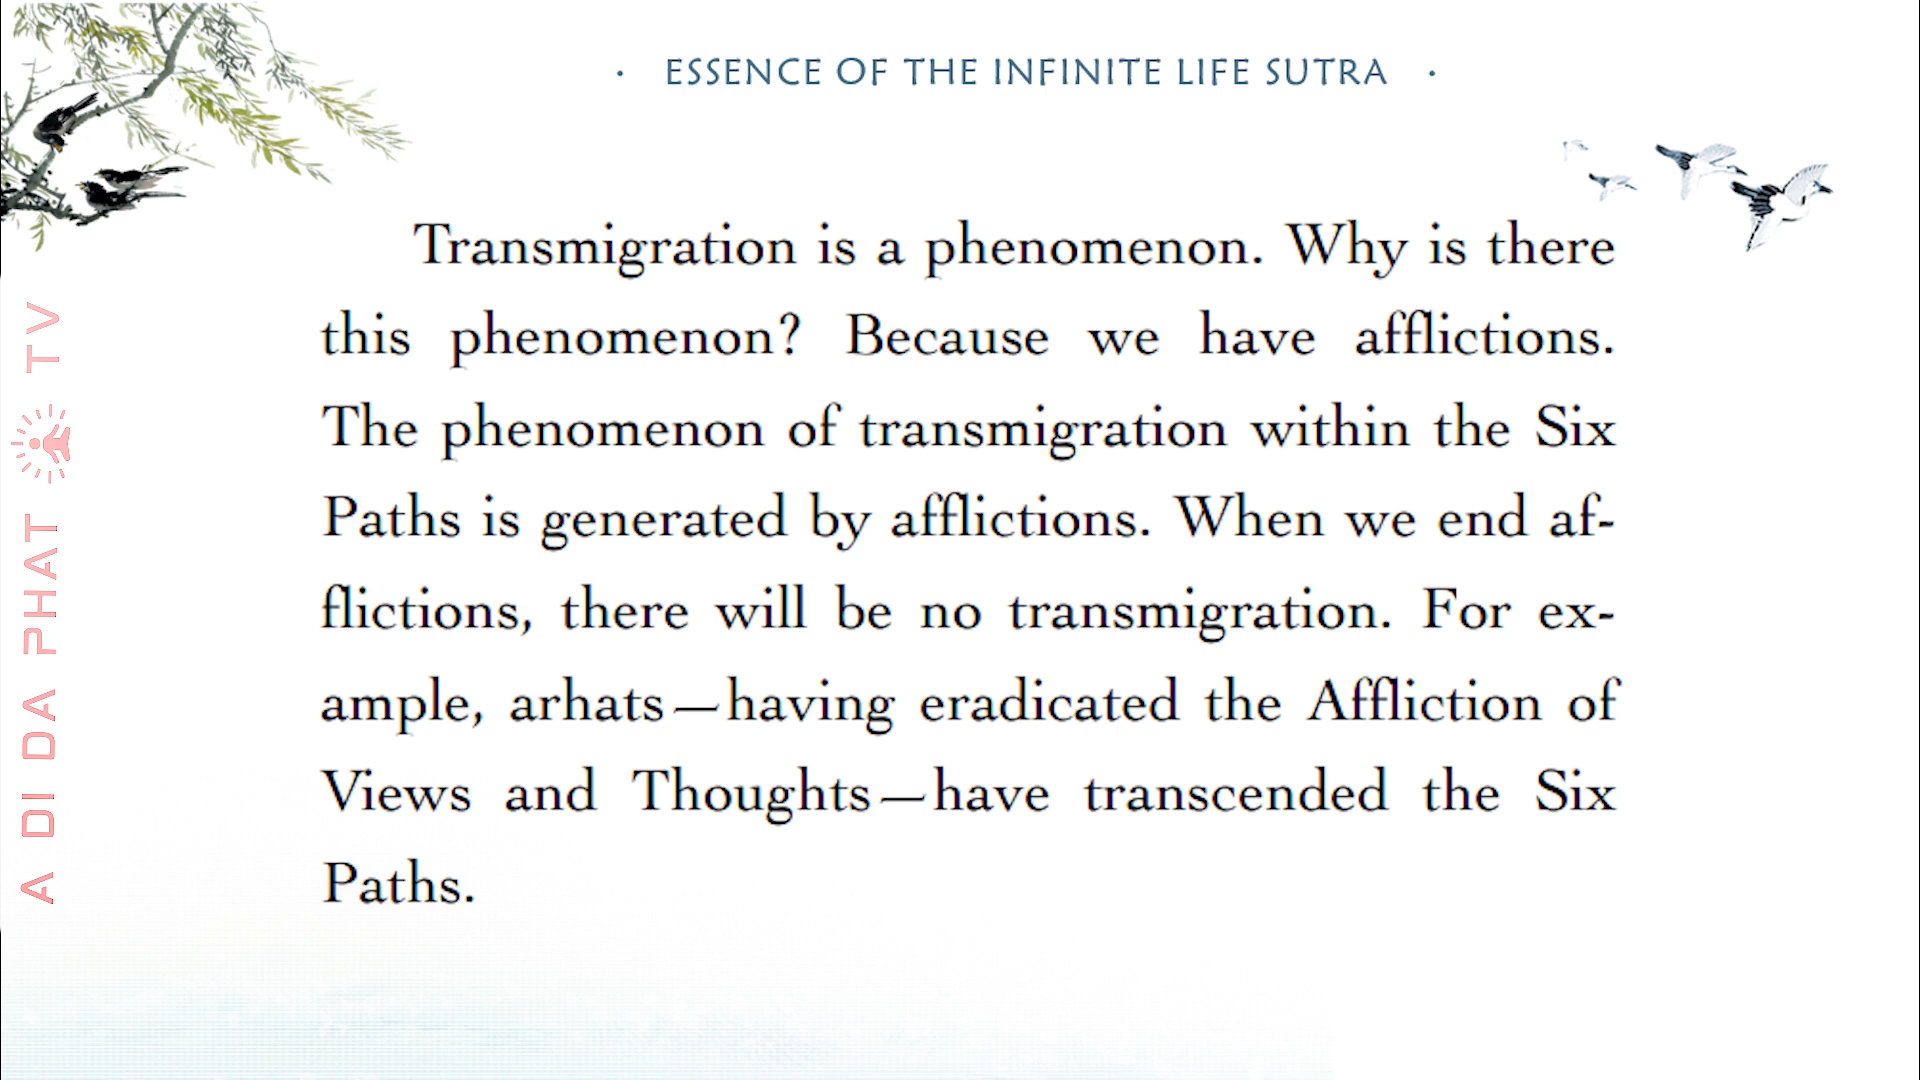 · ESSENCE OF THE INFINITE LIFE SUTRA ·
Transmigration is a phenomenon. Why is there
this phenomenon? Because we have afflictions.
The phenomenon of transmigration within the Six
Paths is generated by afflictions. When we end af-
flictions, there will be no transmigration. For ex-
ample, arhats—having eradicated the Affliction of
Views and Thoughts—have transcended the Six
Paths.
A DI DA PHAT TV